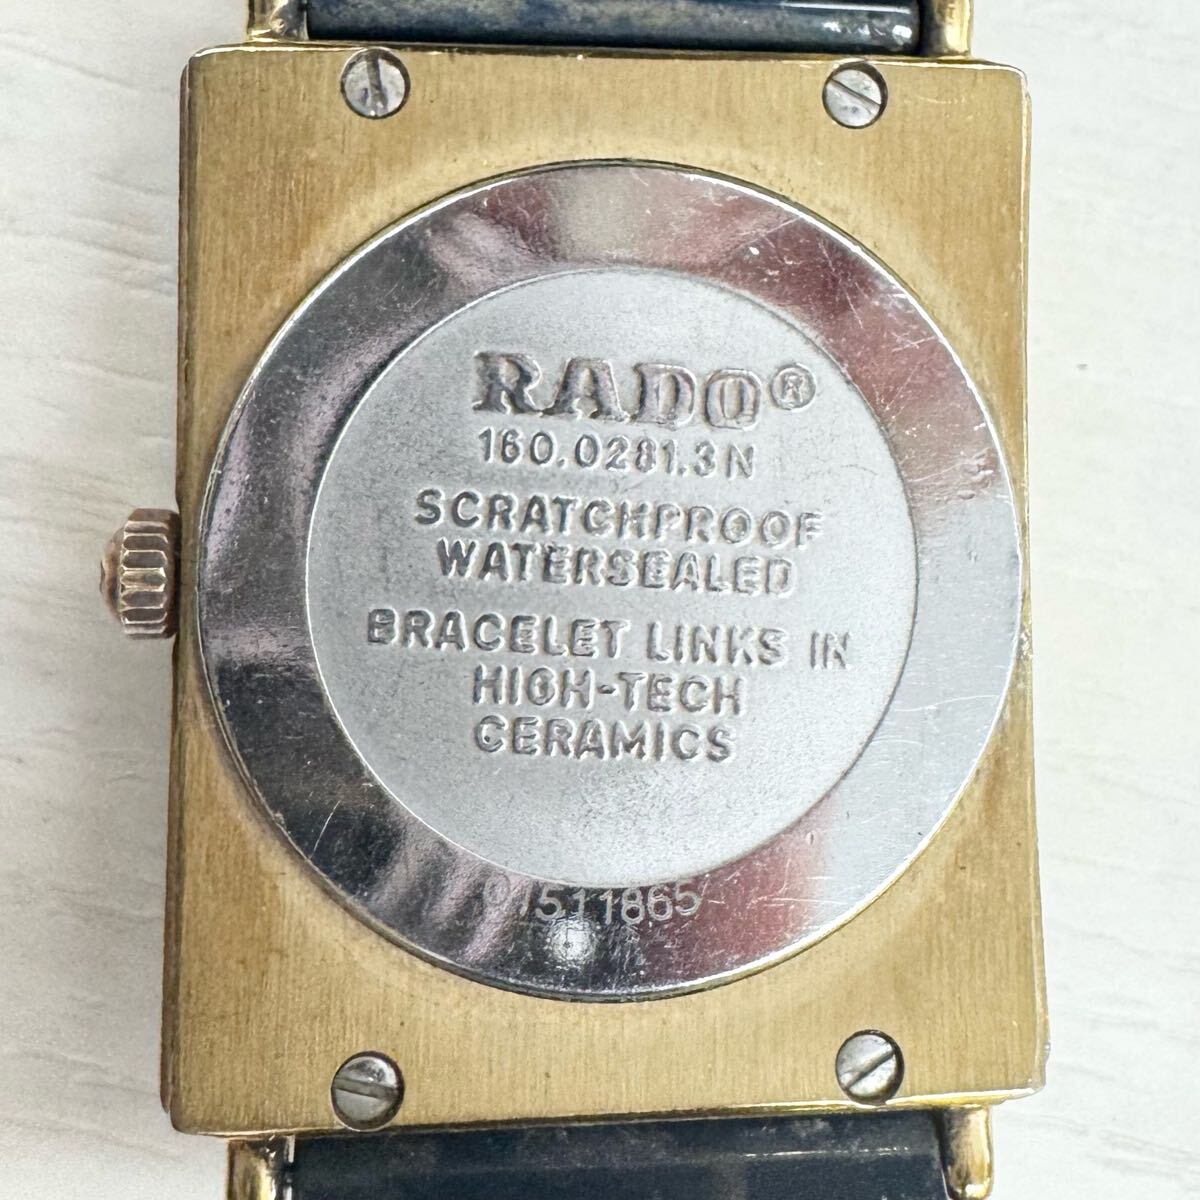 RADO®
160.0281.3N
SCRATCHPROOF
WATERSEALED
BRACELET LINKS IN
HIGH-TECH
CERAMICS
01511865